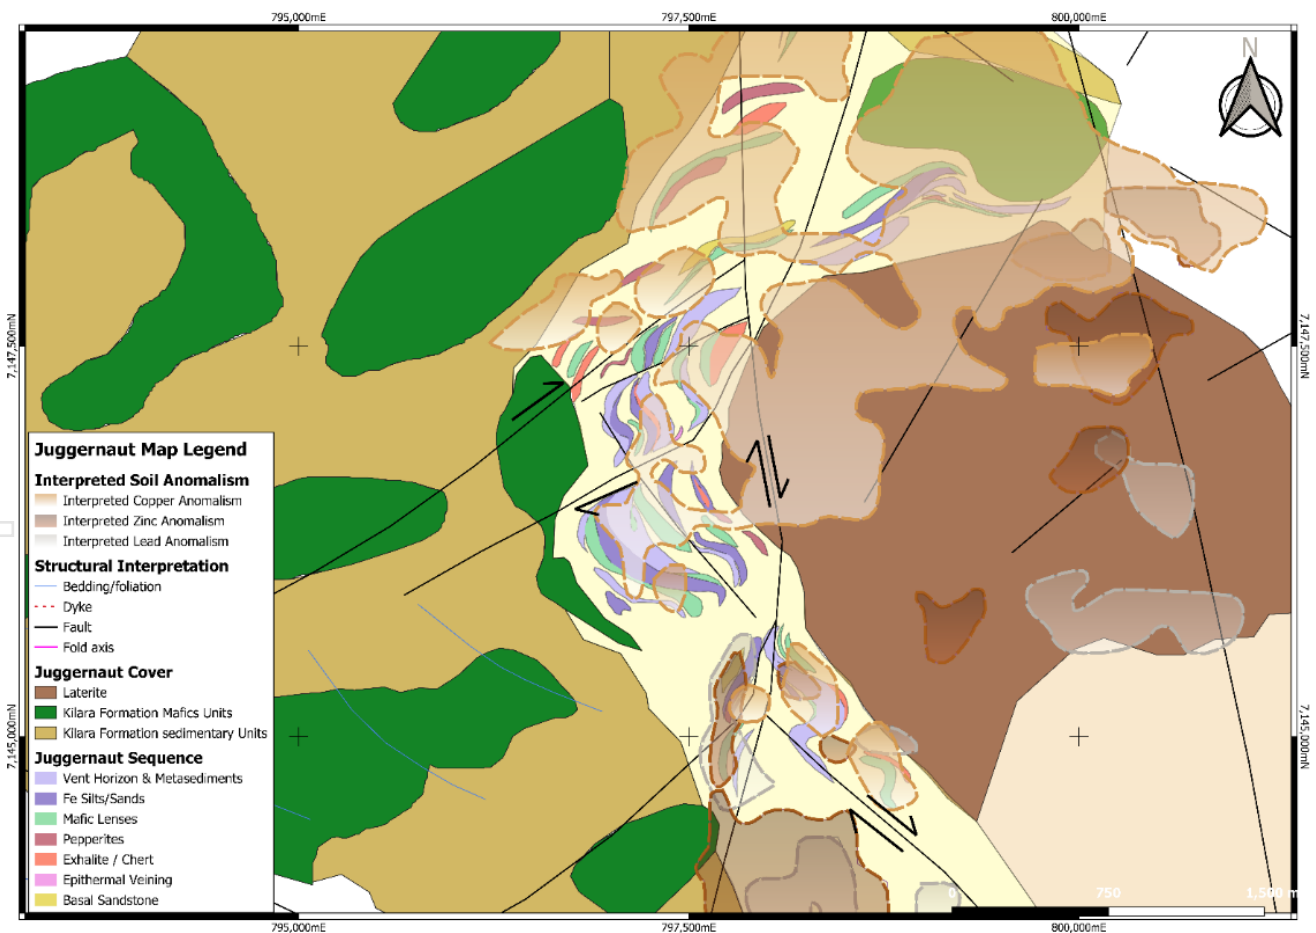 795,000mE 797,500mE 800,000mE
N
7,147,500mN 7,147,500mN
Juggernaut Map Legend
Interpreted Soil Anomalism
Interpreted Copper Anomalism
Interpreted Zinc Anomalism
Interpreted Lead Anomalism
Structural Interpretation
Bedding/foliation
Dyke
Fault
Fold axis
Juggernaut Cover
Laterite
Kilara Formation Mafics Units
Kilara Formation sedimentary Units
Juggernaut Sequence
Vent Horizon & Metasediments
Fe Silts/Sands
Mafic Lenses
Pepperites
Exhalite / Chert
Epithermal Veining
Basal Sandstone
7,145,000mN 7,145,000mN
0 750 1,500 m
795,000mE 797,500mE 800,000mE